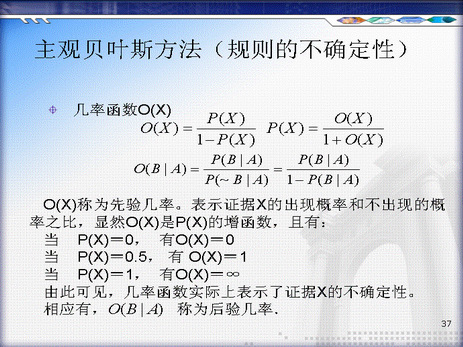 主观贝叶斯方法（规则的不确定性）
几率函数O(X)
O(X) = P(X) / 1 − P(X)   P(X) = O(X) / 1 + O(X)
O(B | A) = P(B | A) / P(~ B | A) = P(B | A) / 1 − P(B | A)
O(X)称为先验几率。表示证据X的出现概率和不出现的概
率之比，显然O(X)是P(X)的增函数，且有：
当 P(X)＝0， 有O(X)＝0
当 P(X)＝0.5， 有 O(X)＝1
当 P(X)＝1， 有O(X)＝∞
由此可见，几率函数实际上表示了证据X的不确定性。
相应有，O(B | A) 称为后验几率．
37